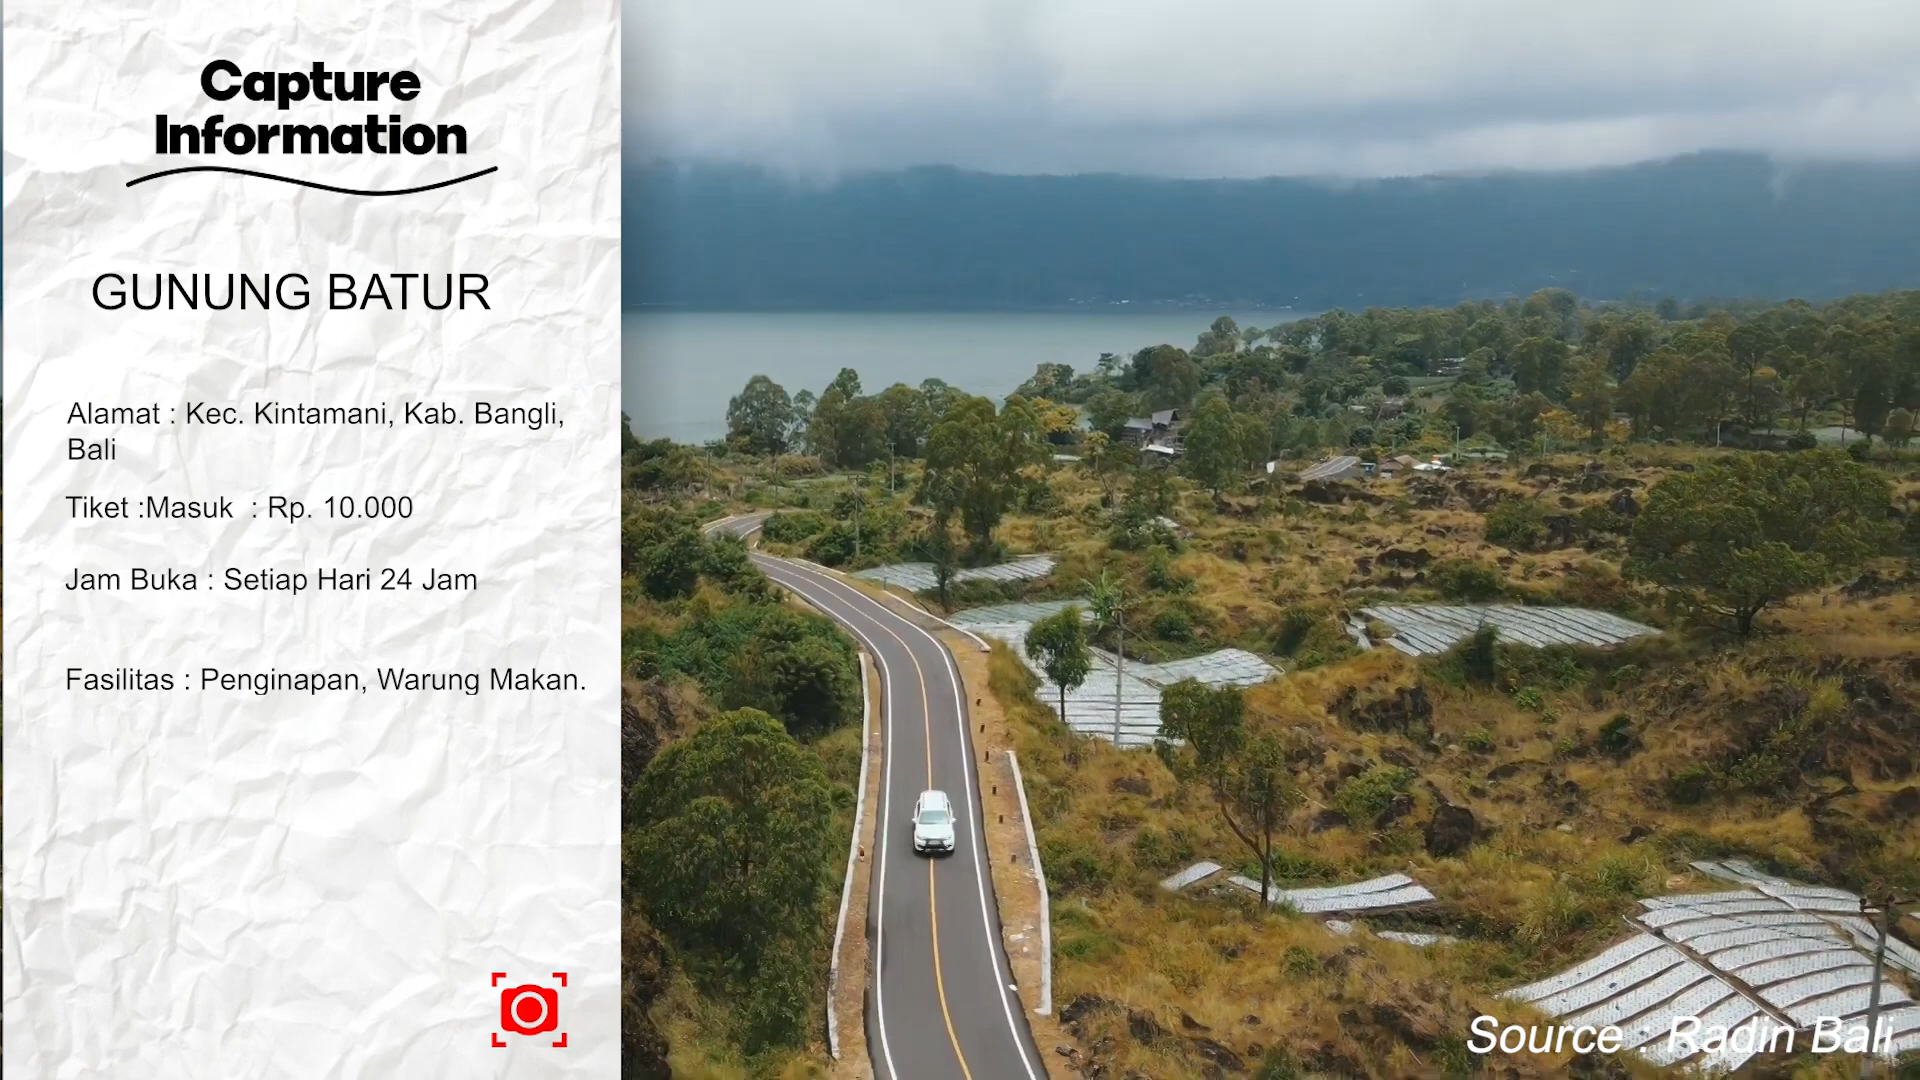 Capture
Information
GUNUNG BATUR
Alamat : Kec. Kintamani, Kab. Bangli,
Bali
Tiket :Masuk  : Rp. 10.000
Jam Buka : Setiap Hari 24 Jam
Fasilitas : Penginapan, Warung Makan.
Source : Radin Bali